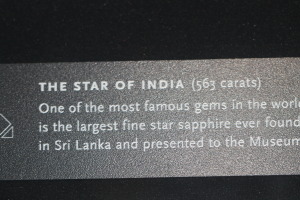 THE STAR OF INDIA (563 carats)
One of the most famous gems in the world
is the largest fine star sapphire ever found
in Sri Lanka and presented to the Museum